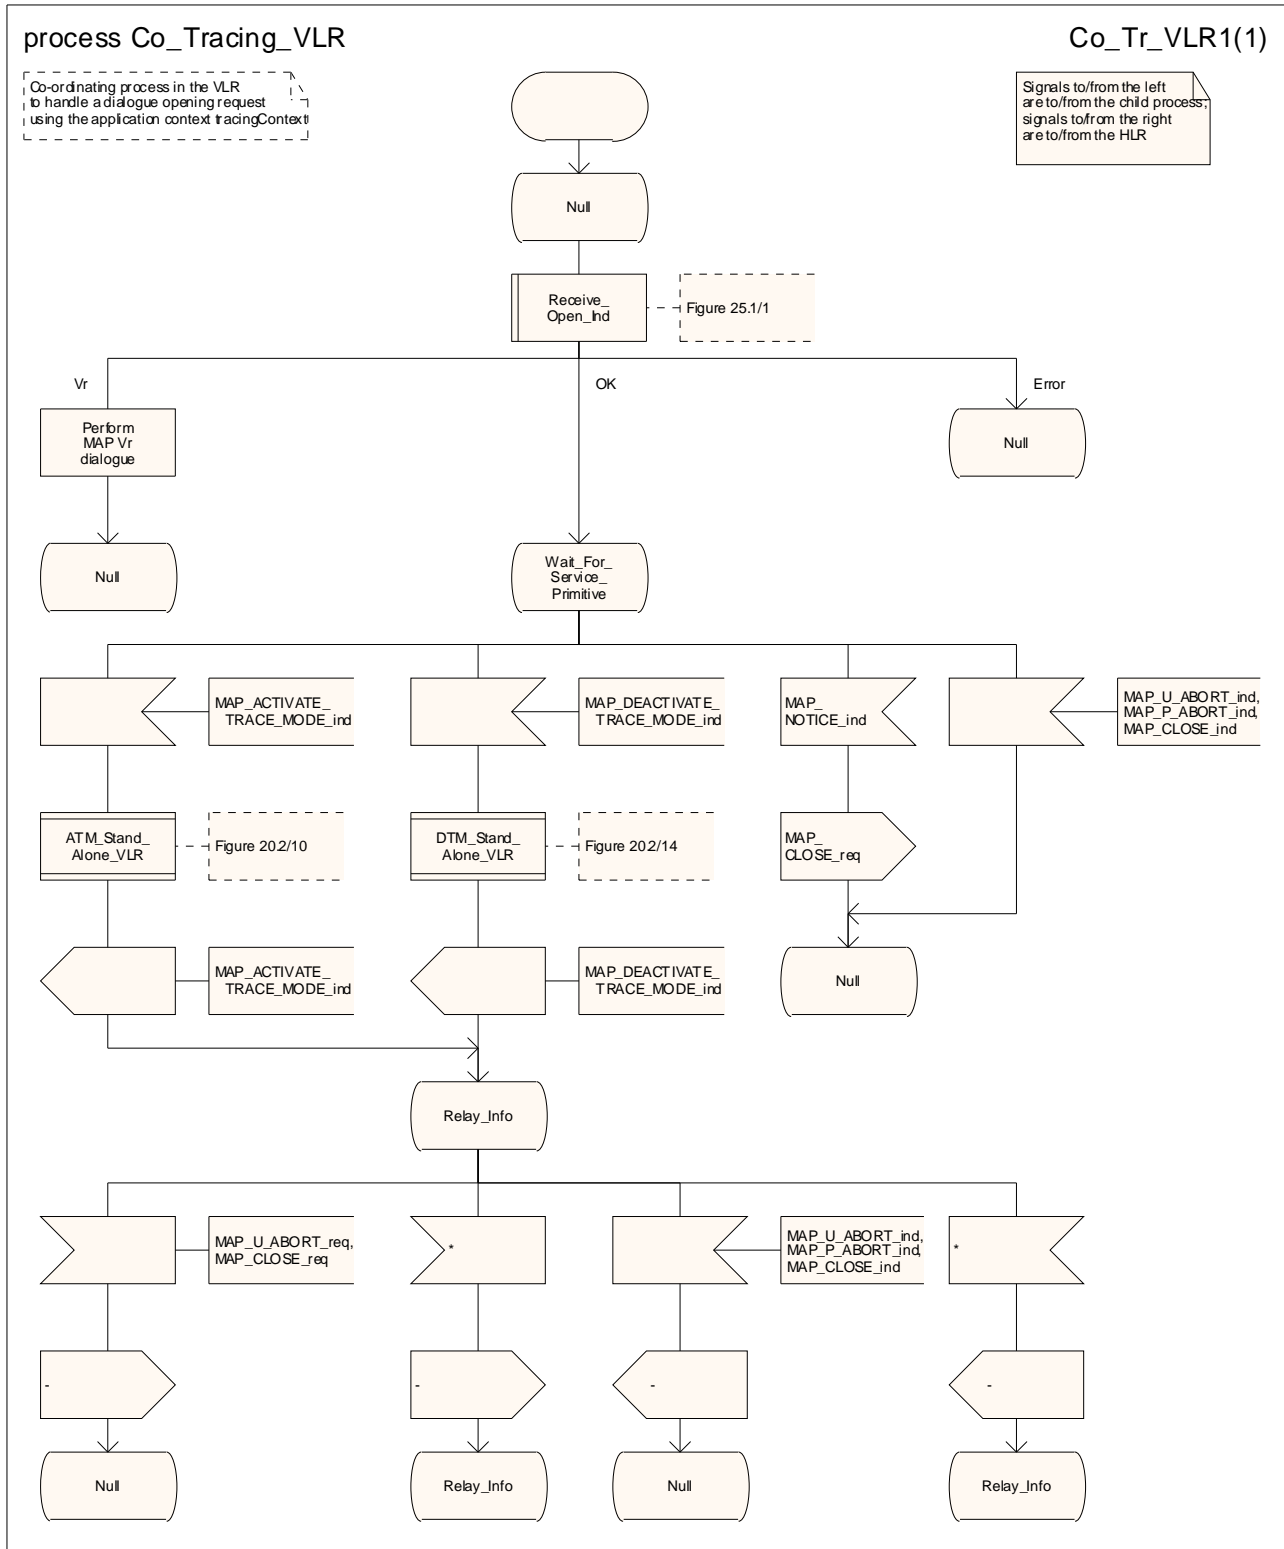 process Co_Tracing_VLR
Co_Tr_VLR1(1)
Co-ordinating process in the VLR
to handle a dialogue opening request
using the application context tracingContext
Signals to/from the left
are to/from the child process;
signals to/from the right
are to/from the HLR
Null
Receive_
Open_Ind
Figure 25.1/1
Vr
OK
Error
Perform
MAP Vr
dialogue
Null
Null
Wait_For_
Service_
Primitive
MAP_ACTIVATE_
TRACE_MODE_ind
MAP_DEACTIVATE_
TRACE_MODE_ind
MAP_
NOTICE_ind
MAP_U_ABORT_ind,
MAP_P_ABORT_ind,
MAP_CLOSE_ind
ATM_Stand_
Alone_VLR
Figure 20.2/10
DTM_Stand_
Alone_VLR
Figure 20.2/14
MAP_
CLOSE_req
MAP_ACTIVATE_
TRACE_MODE_ind
MAP_DEACTIVATE_
TRACE_MODE_ind
Null
Relay_Info
MAP_U_ABORT_req,
MAP_CLOSE_req
*
MAP_U_ABORT_ind,
MAP_P_ABORT_ind,
MAP_CLOSE_ind
*
-
-
-
-
Null
Relay_Info
Null
Relay_Info